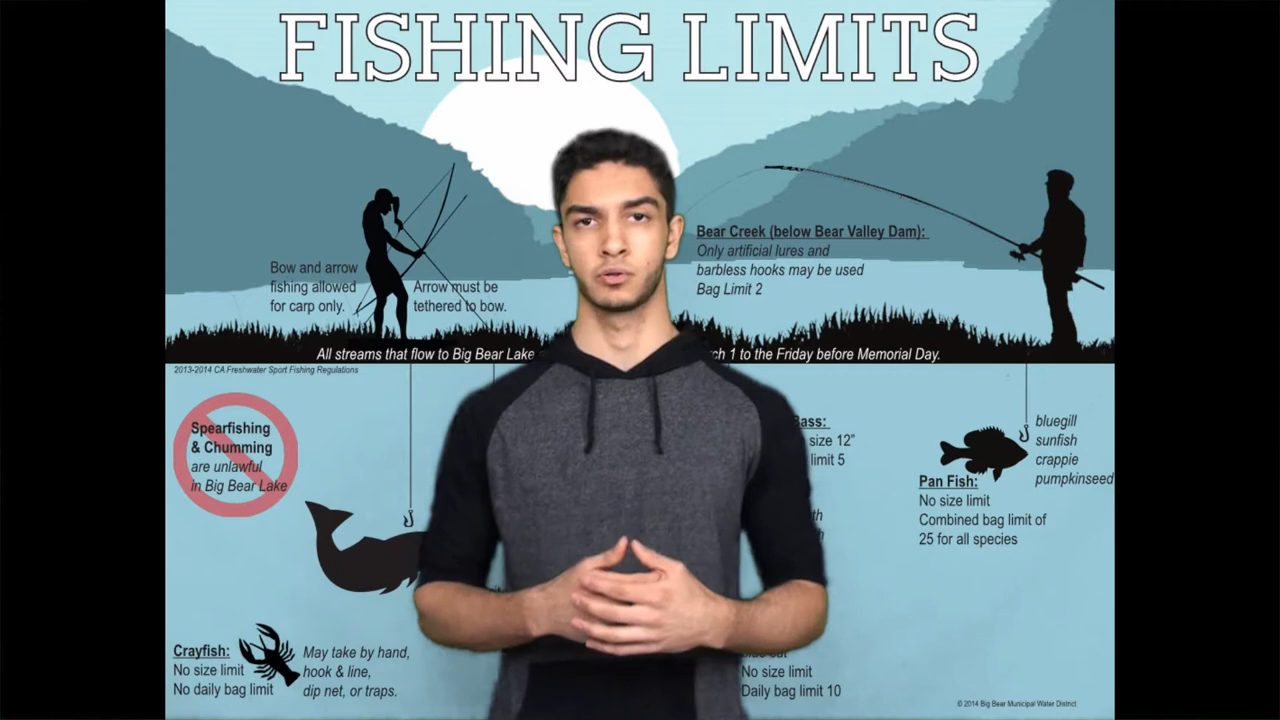 FISHING LIMITS
Bow and arrow
fishing allowed
for carp only.
Arrow must be
tethered to bow.
Bear Creek (below Bear Valley Dam):
Only artificial lures and
barbless hooks may be used
Bag Limit 2
All streams that flow to Big Bear Lake
1 to the Friday before Memorial Day.
2013-2014 CA Freshwater Sport Fishing Regulations
Spearfishing
& Chumming
are unlawful
in Big Bear Lake
Bass:
size 12"
limit 5
bluegill
sunfish
crappie
pumpkinseed
Pan Fish:
No size limit
Combined bag limit of
25 for all species
Crayfish:
No size limit
No daily bag limit
May take by hand,
hook & line,
dip net, or traps.
No size limit
Daily bag limit 10
© 2014 Big Bear Municipal Water District